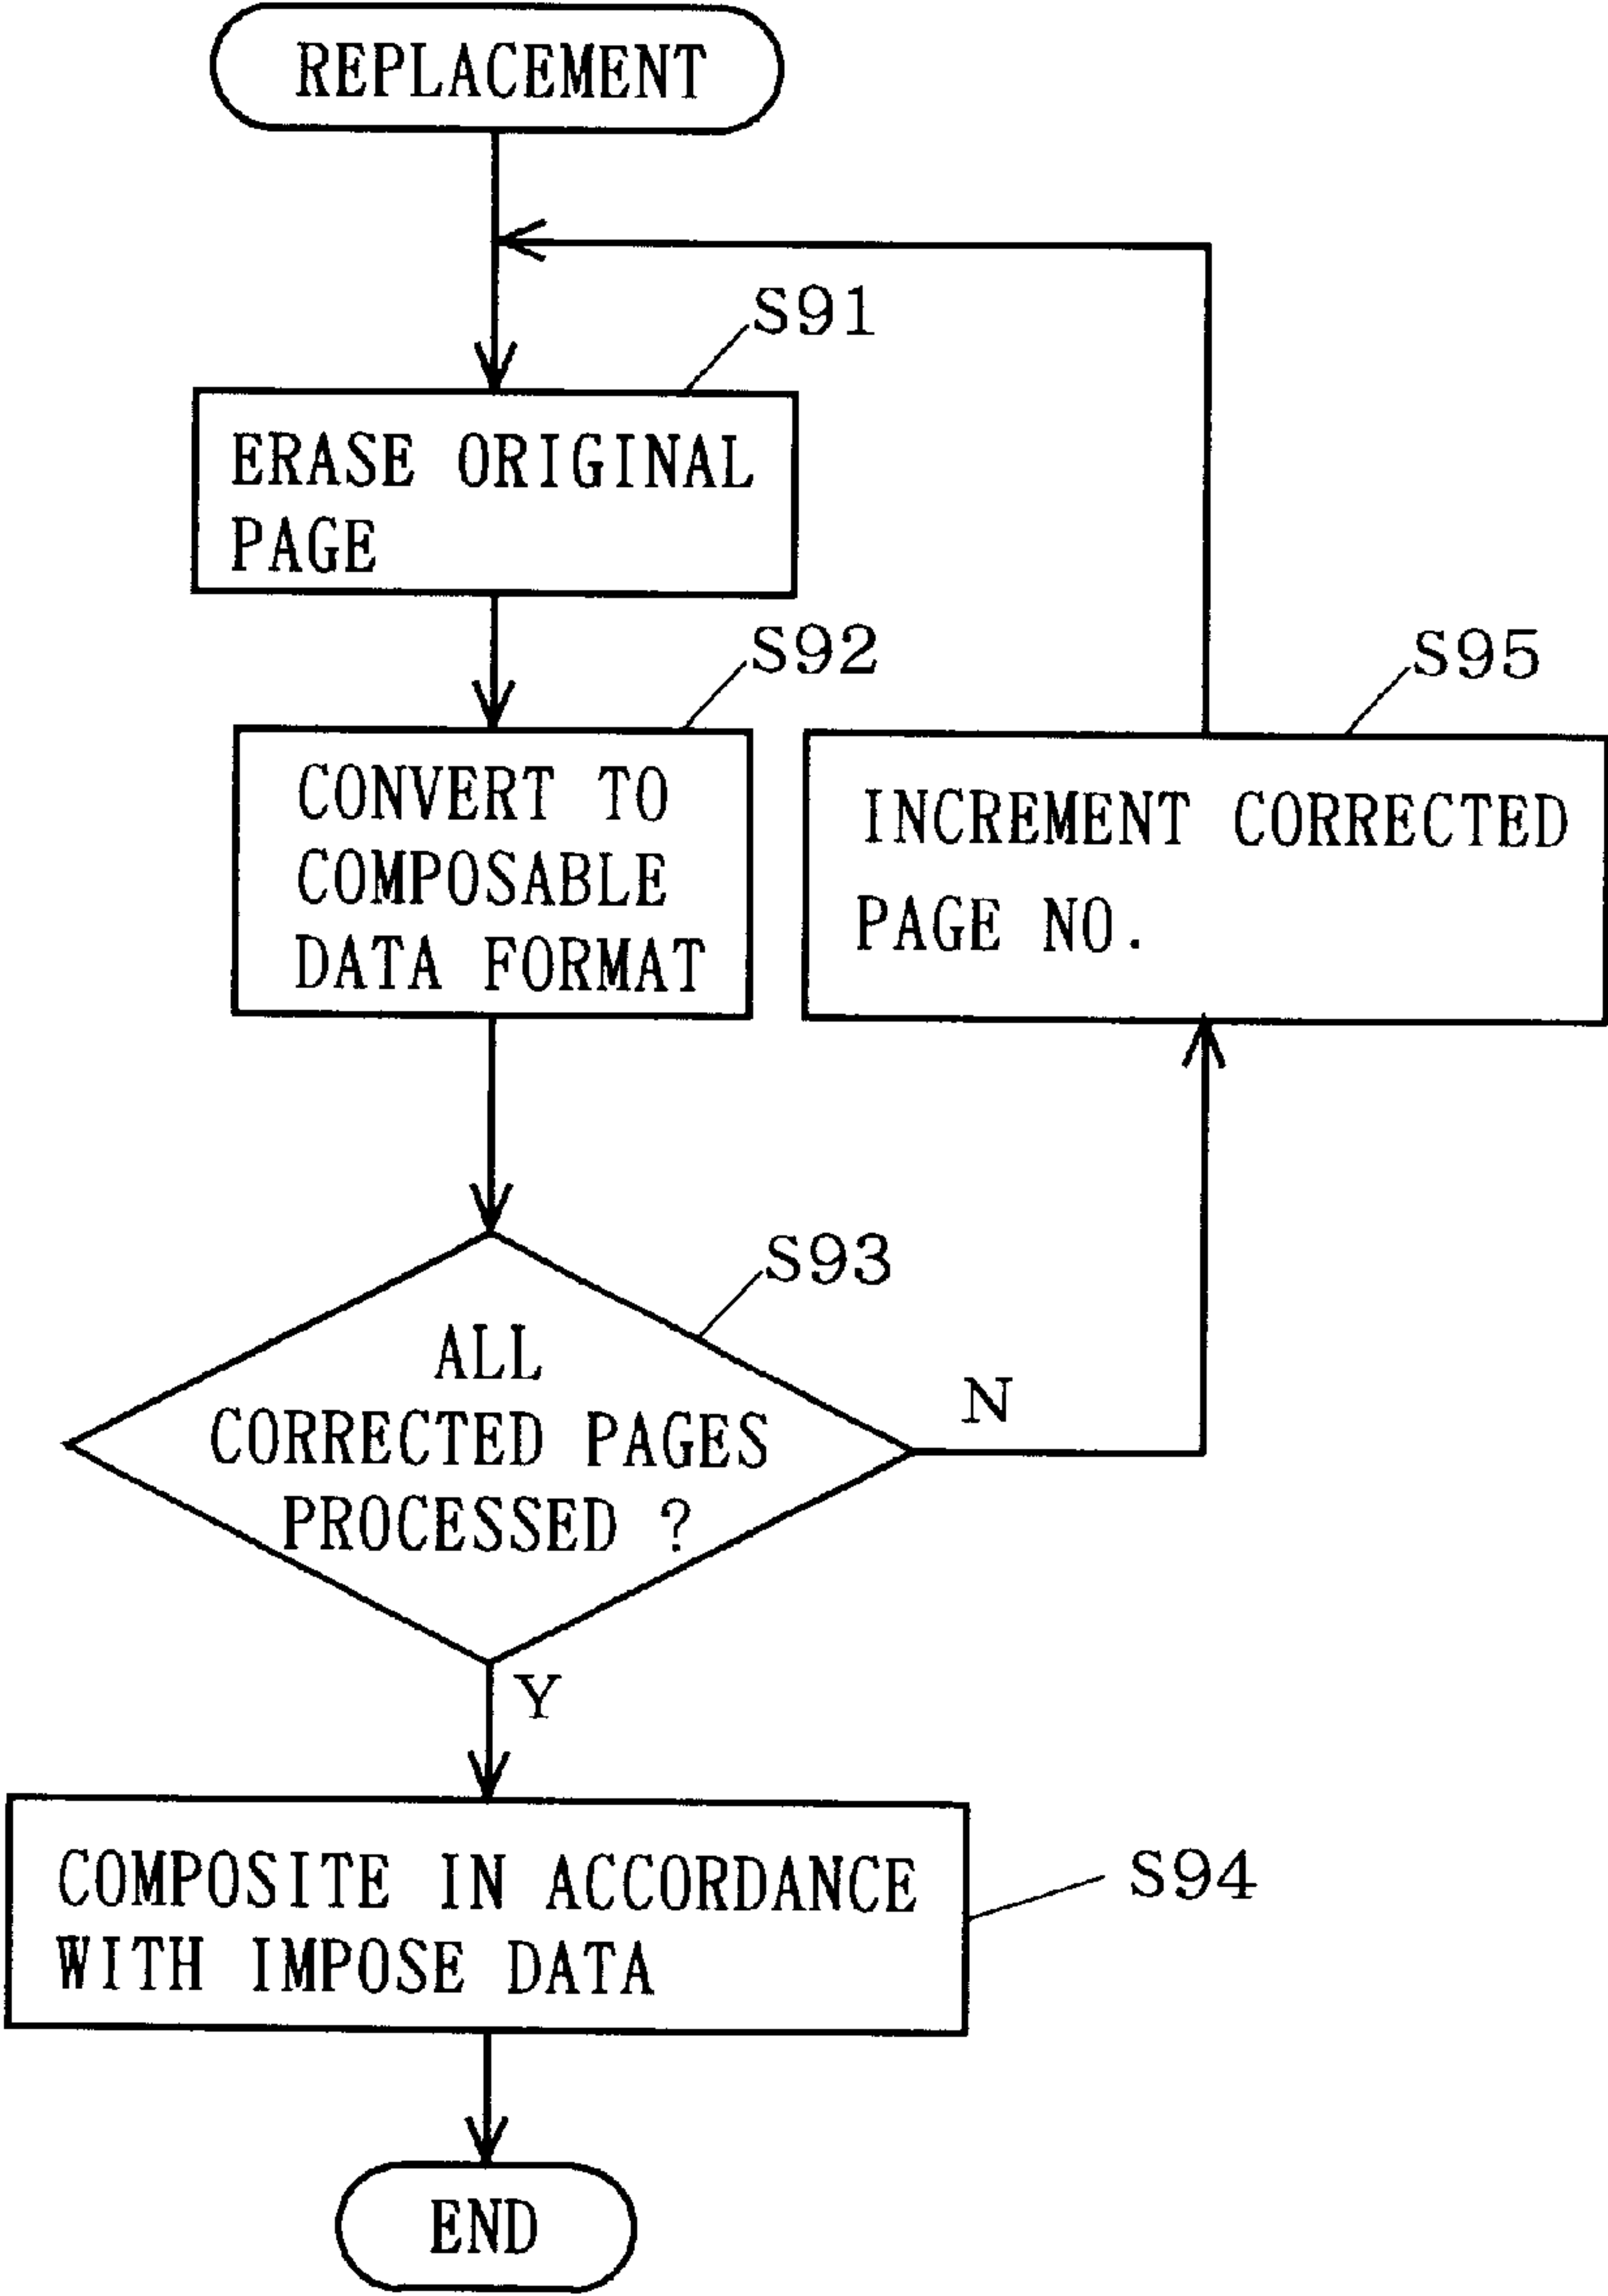 REPLACEMENT
S91
ERASE ORIGINAL
PAGE
S92
CONVERT TO
COMPOSABLE
DATA FORMAT
S95
INCREMENT CORRECTED
PAGE NO.
S93
ALL
CORRECTED PAGES
PROCESSED ?
N
Y
COMPOSITE IN ACCORDANCE
WITH IMPOSE DATA
S94
END